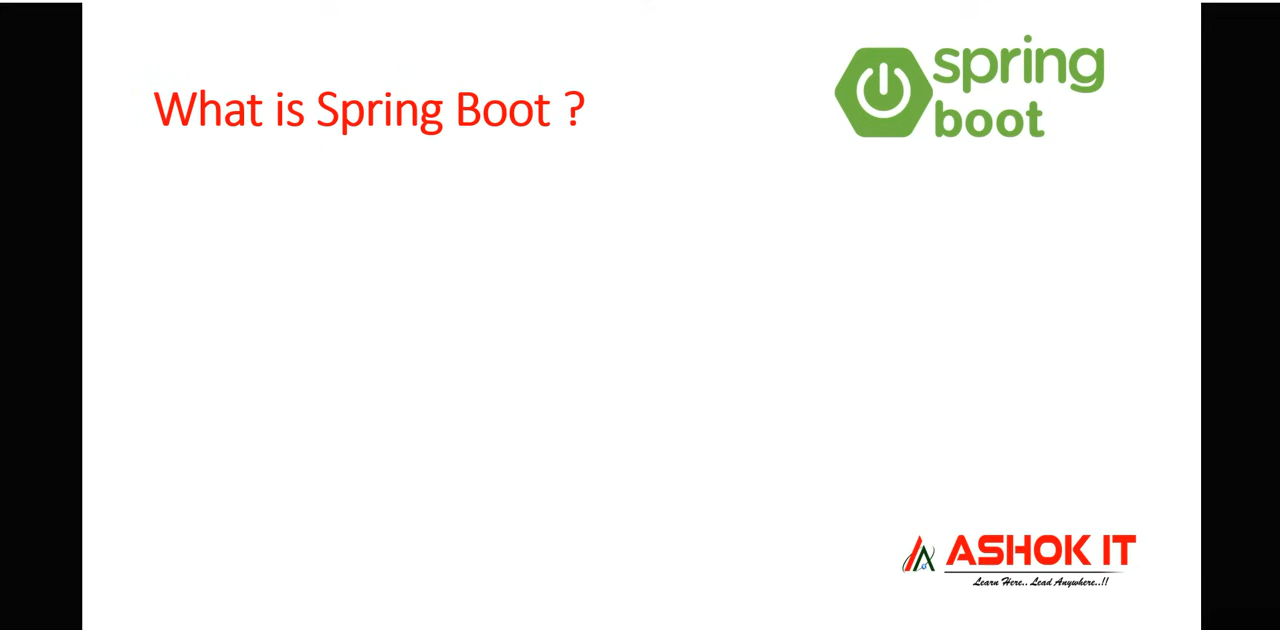 What is Spring Boot ?
spring
boot
ASHOK IT
Learn Here.. Lead Anywhere..!!